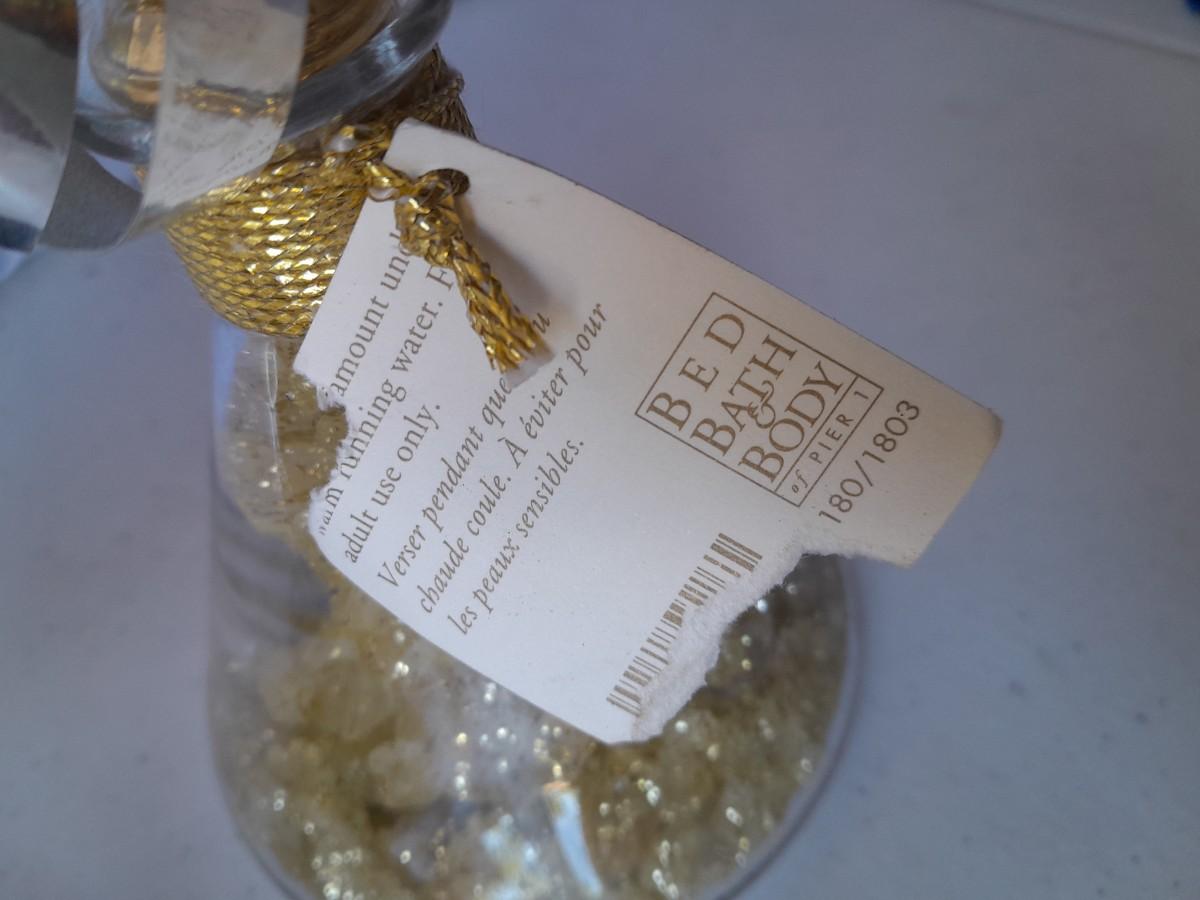 amount und
running water. F
adult use only.
Verser pendant que
chaude coule. À éviter pour
les peaux sensibles.
BED
BATH
&
BODY
of PIER 1
180/1803